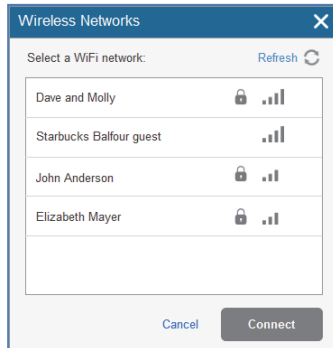 Wireless Networks
Select a WiFi network: Refresh
Dave and Molly
Starbucks Balfour guest
John Anderson
Elizabeth Mayer
Cancel Connect